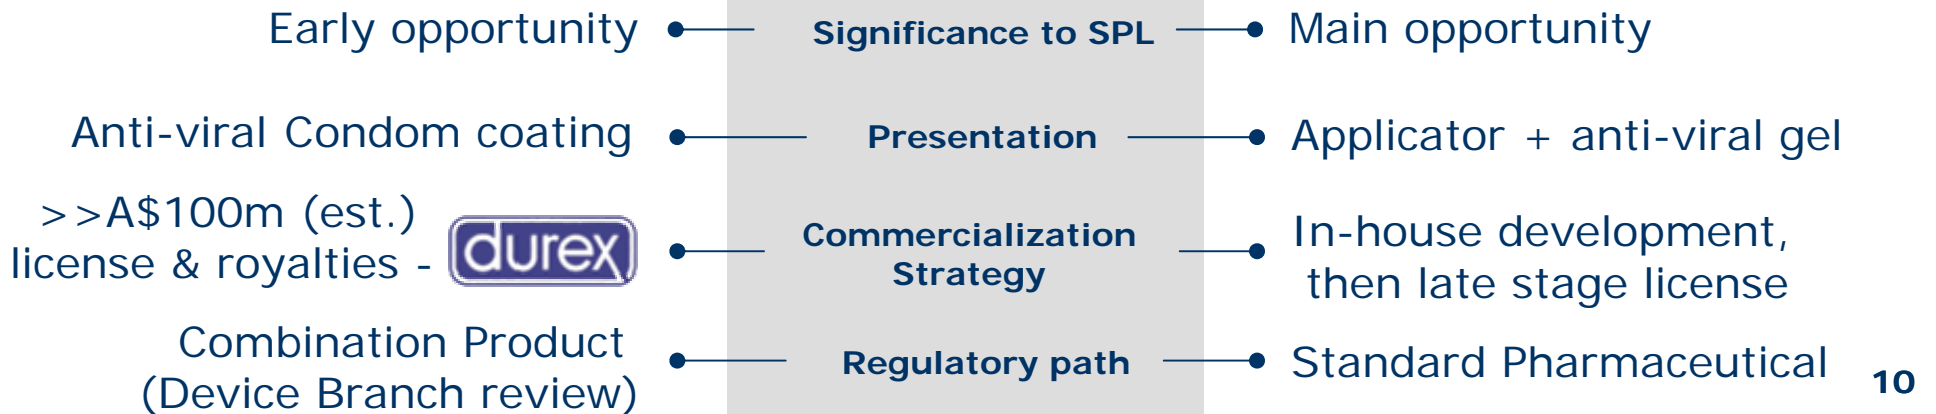 Early opportunity Significance to SPL Main opportunity
Anti-viral Condom coating Presentation Applicator + anti-viral gel
>>A$100m (est.)
license & royalties - durex
Commercialization
Strategy
In-house development,
then late stage license
Combination Product
(Device Branch review)
Regulatory path
Standard Pharmaceutical
10